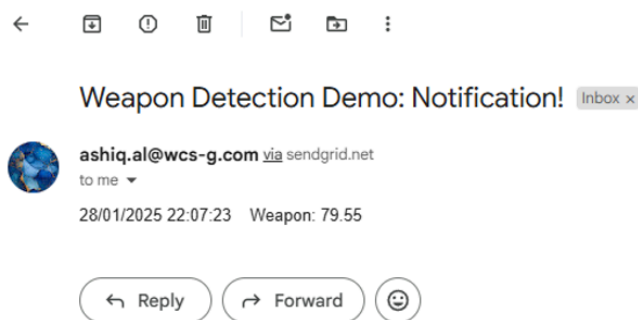 Weapon Detection Demo: Notification! Inbox x
ashiq.al@wcs-g.com via sendgrid.net
to me
28/01/2025 22:07:23 Weapon: 79.55
Reply Forward